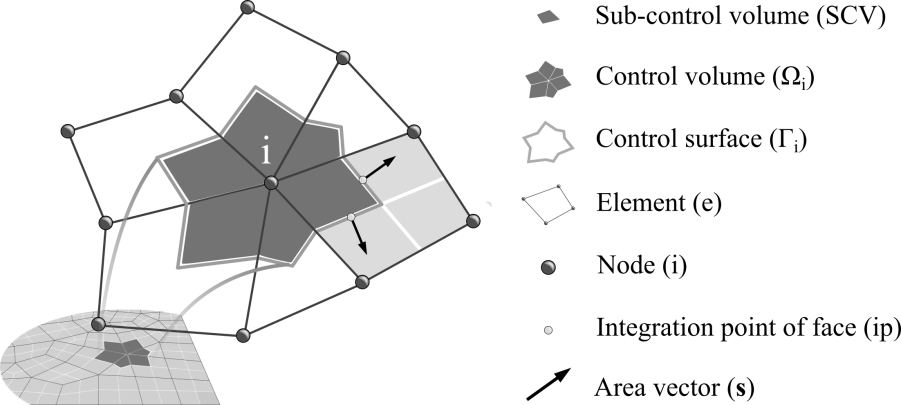 i
Sub-control volume (SCV)
Control volume (Ωi)
Control surface (Γi)
Element (e)
Node (i)
Integration point of face (ip)
Area vector (s)